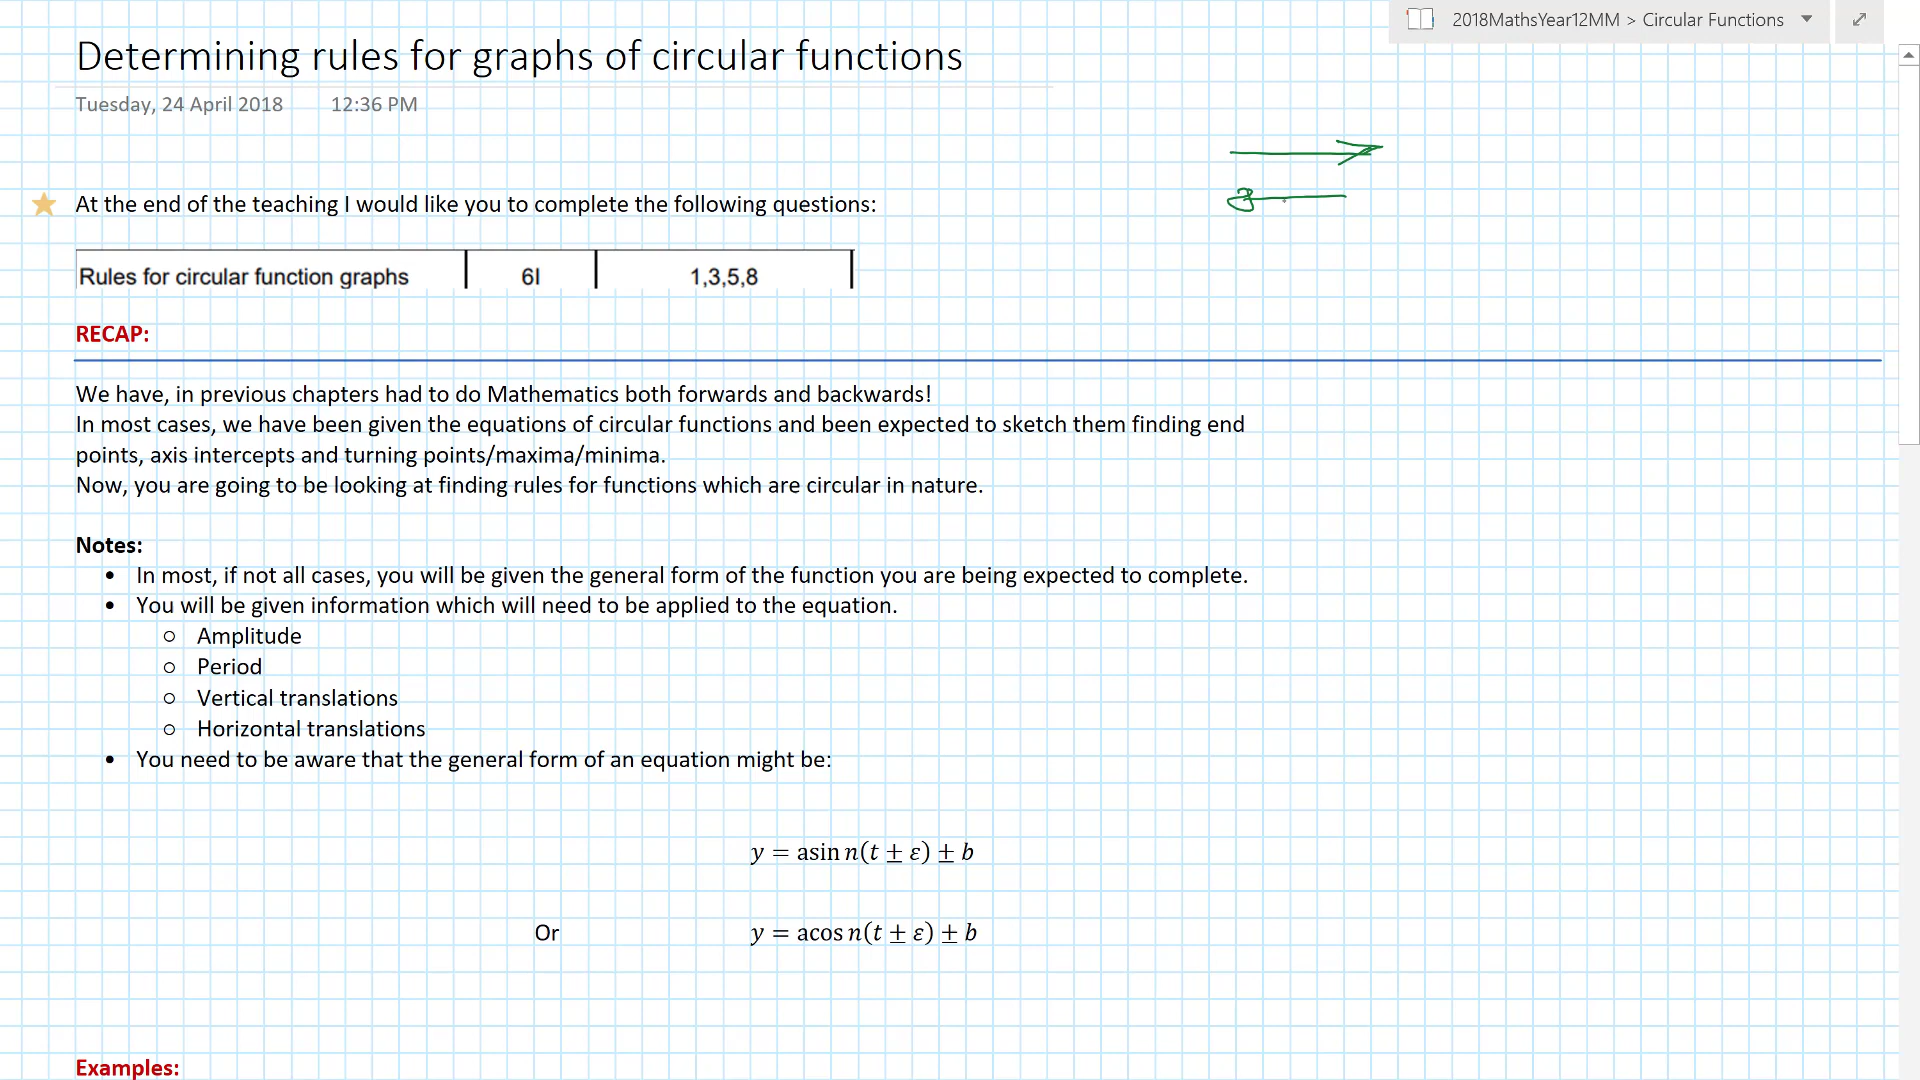 2018MathsYear12MM > Circular Functions
Determining rules for graphs of circular functions
Tuesday, 24 April 2018 12:36 PM
At the end of the teaching I would like you to complete the following questions:
Rules for circular function graphs 6I 1,3,5,8
RECAP:
We have, in previous chapters had to do Mathematics both forwards and backwards!
In most cases, we have been given the equations of circular functions and been expected to sketch them finding end
points, axis intercepts and turning points/maxima/minima.
Now, you are going to be looking at finding rules for functions which are circular in nature.
Notes:
• In most, if not all cases, you will be given the general form of the function you are being expected to complete.
• You will be given information which will need to be applied to the equation.
○ Amplitude
○ Period
○ Vertical translations
○ Horizontal translations
• You need to be aware that the general form of an equation might be:
y = asin n(t ± ε) ± b
Or y = acos n(t ± ε) ± b
Examples: